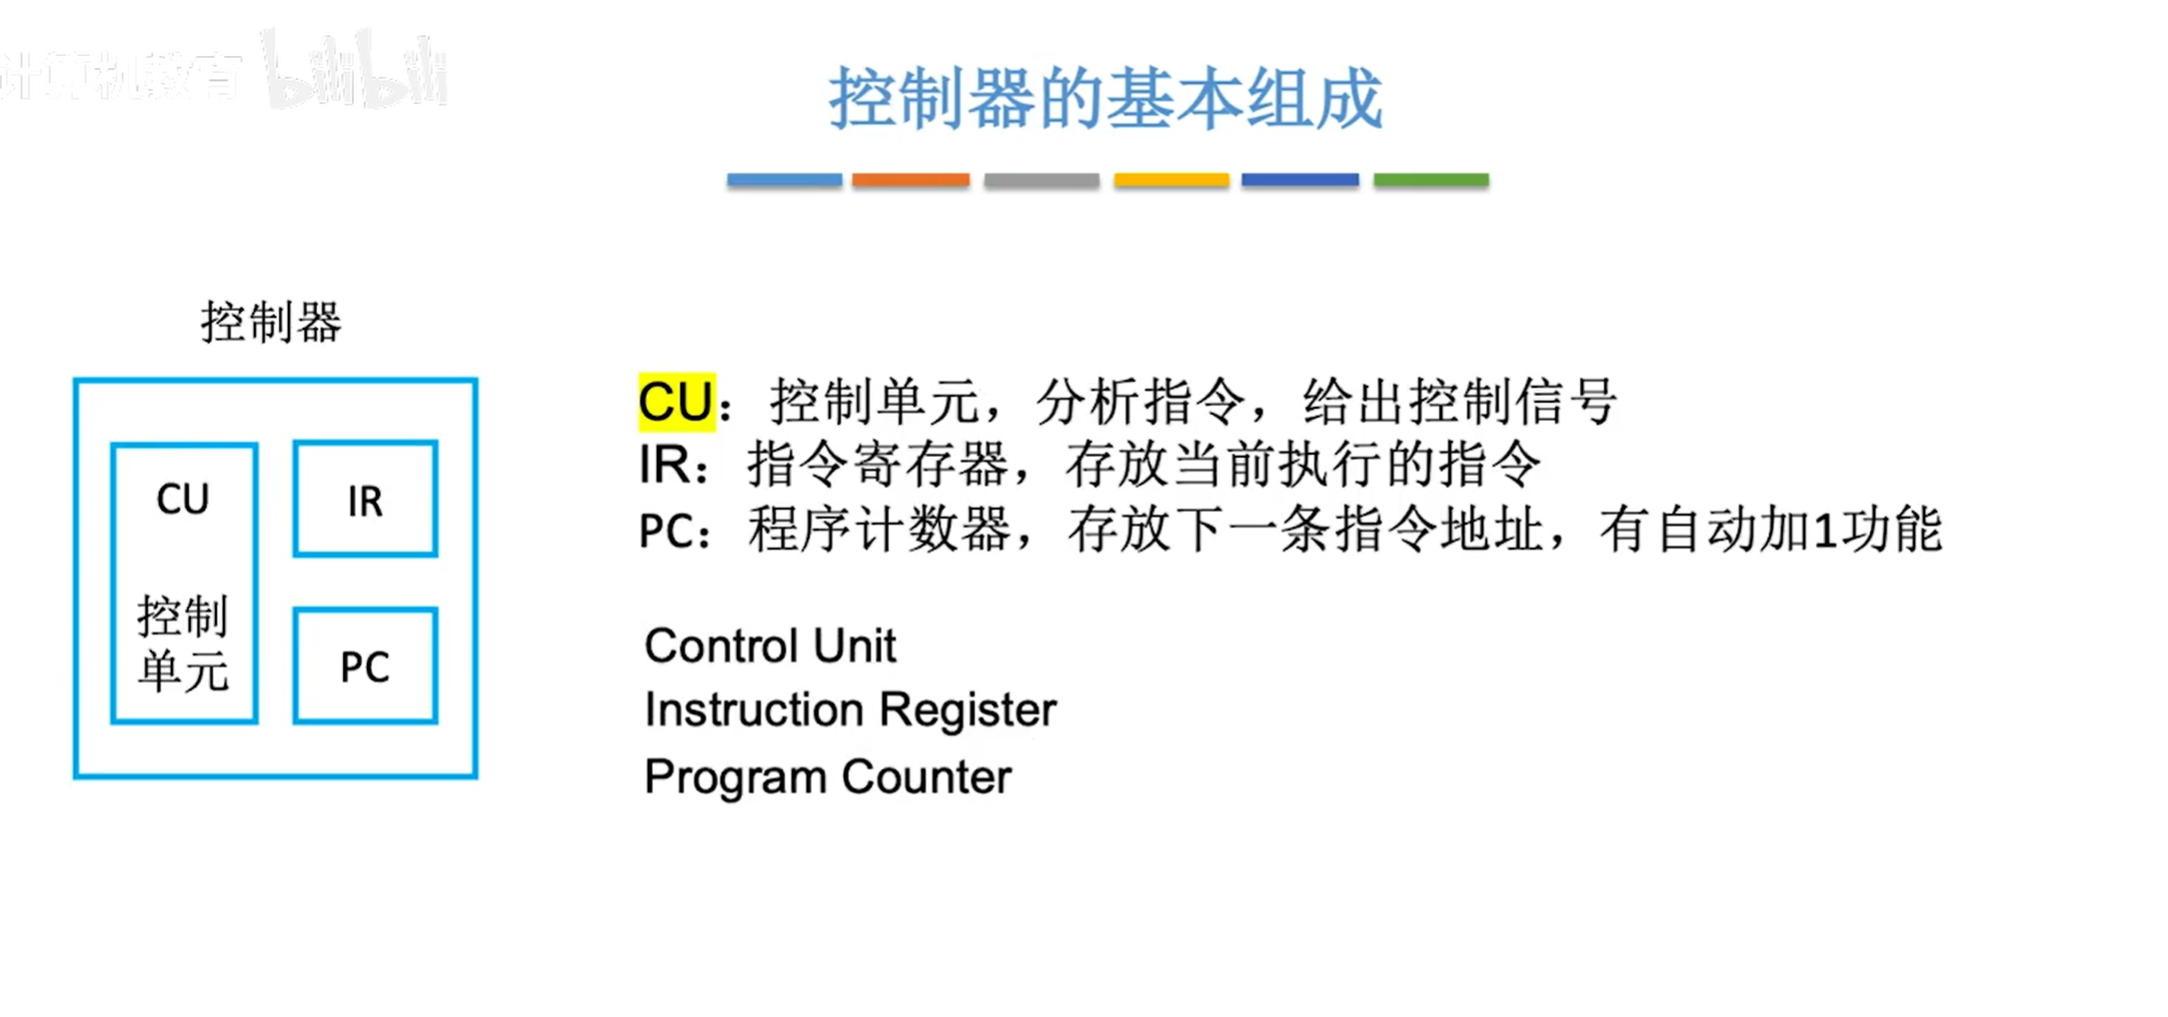 计算机教育 bilibili
控制器的基本组成
控制器
CU
控制
单元
IR
PC
CU：控制单元，分析指令，给出控制信号
IR：指令寄存器，存放当前执行的指令
PC：程序计数器，存放下一条指令地址，有自动加1功能
Control Unit
Instruction Register
Program Counter